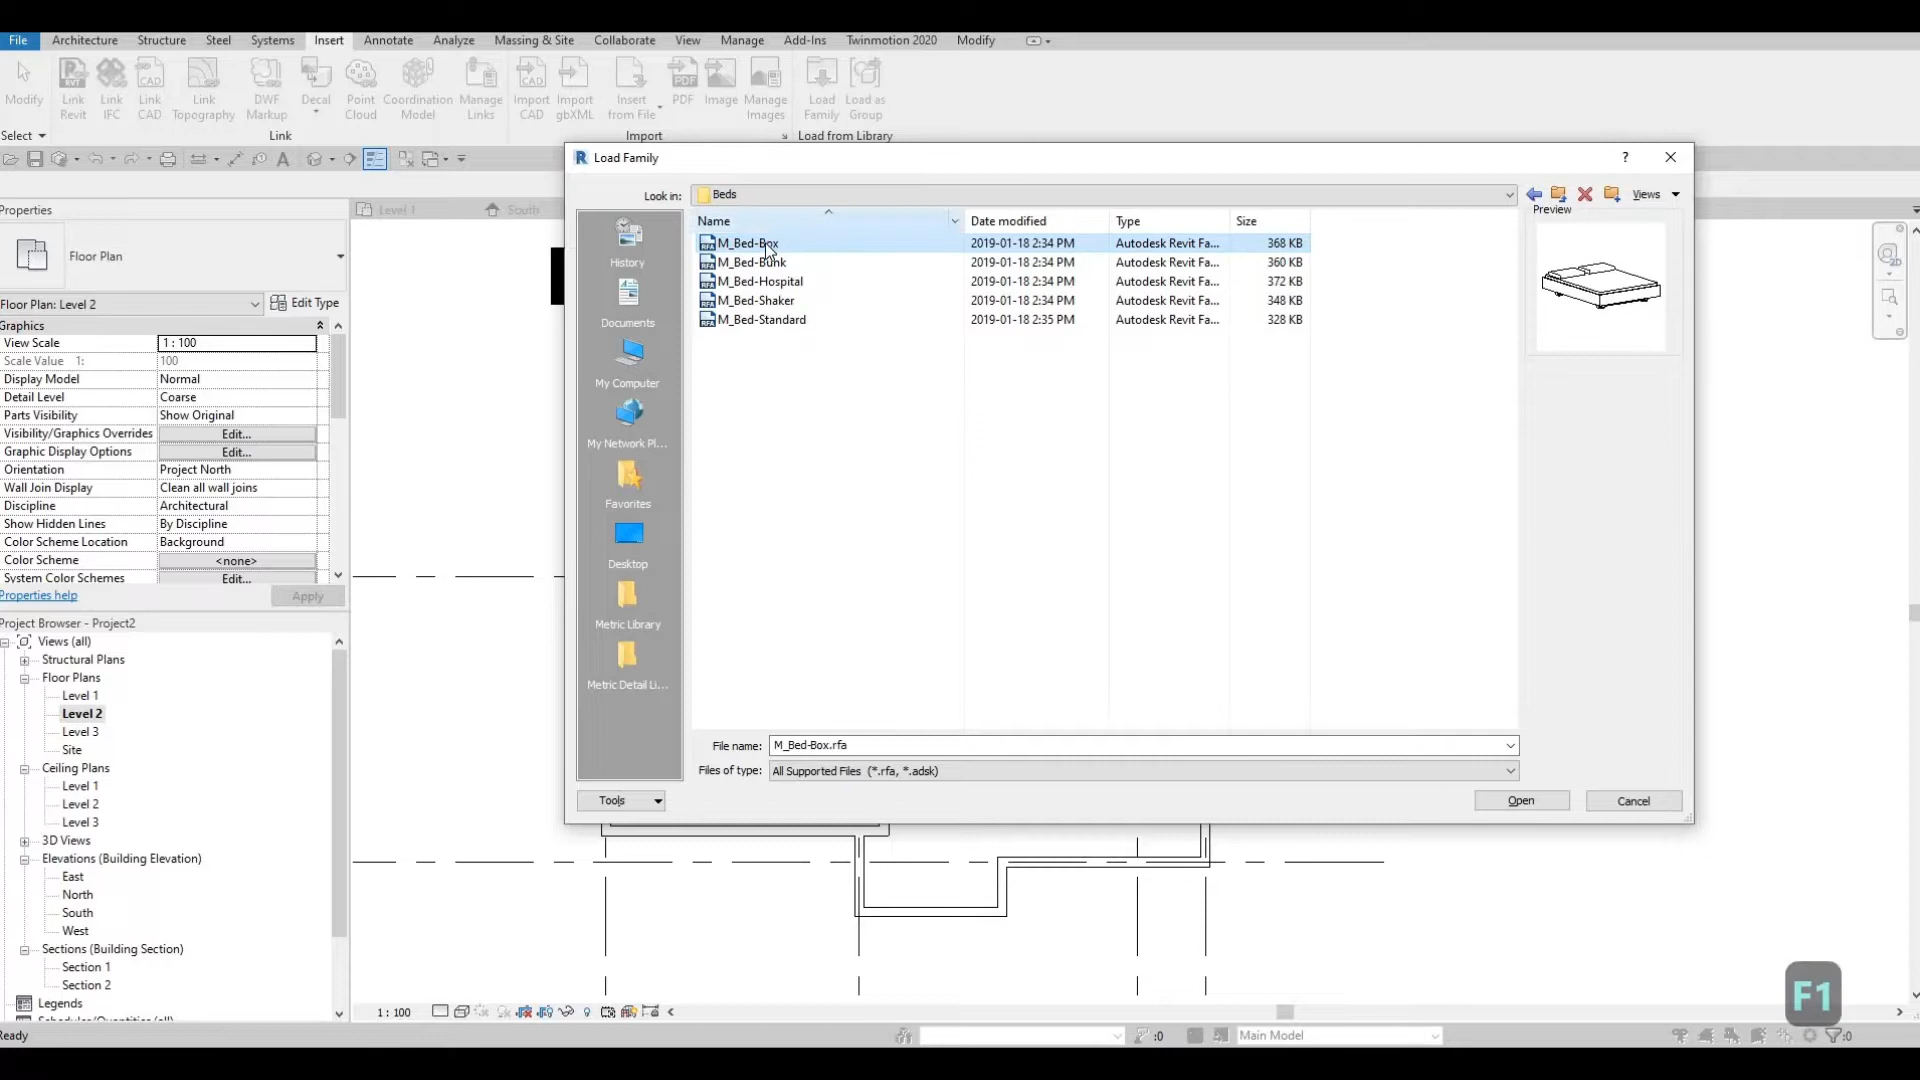 File Architecture Structure Steel Systems Insert Annotate Analyze Massing & Site Collaborate View Manage Add-Ins Twinmotion 2020 Modify
Modify
Link Revit
Link IFC
Link CAD
Link Topography
DWF Markup
Decal
Point Cloud
Coordination Model
Manage Links
Import CAD
Import gbXML
Insert from File
PDF
Image
Manage Images
Load Family
Load as Group
Select Link Import Load from Library
Load Family
Properties
Level 1 South
Floor Plan
Floor Plan: Level 2 Edit Type
Graphics
View Scale 1 : 100
Scale Value 1: 100
Display Model Normal
Detail Level Coarse
Parts Visibility Show Original
Visibility/Graphics Overrides Edit...
Graphic Display Options Edit...
Orientation Project North
Wall Join Display Clean all wall joins
Discipline Architectural
Show Hidden Lines By Discipline
Color Scheme Location Background
Color Scheme <none>
System Color Schemes Edit...
Properties help Apply
Project Browser - Project2
Views (all)
Structural Plans
Floor Plans
Level 1
Level 2
Level 3
Site
Ceiling Plans
Level 1
Level 2
Level 3
3D Views
Elevations (Building Elevation)
East
North
South
West
Sections (Building Section)
Section 1
Section 2
Legends
Schedules/Quantities (all)
Look in: Beds Views
Preview
History
Documents
My Computer
My Network Pl...
Favorites
Desktop
Metric Library
Metric Detail Li...
Name Date modified Type Size
M_Bed-Box 2019-01-18 2:34 PM Autodesk Revit Fa... 368 KB
M_Bed-Bunk 2019-01-18 2:34 PM Autodesk Revit Fa... 360 KB
M_Bed-Hospital 2019-01-18 2:34 PM Autodesk Revit Fa... 372 KB
M_Bed-Shaker 2019-01-18 2:34 PM Autodesk Revit Fa... 348 KB
M_Bed-Standard 2019-01-18 2:35 PM Autodesk Revit Fa... 328 KB
File name: M_Bed-Box.rfa
Files of type: All Supported Files (*.rfa, *.adsk)
Tools Open Cancel
1 : 100
F1
Ready :0 Main Model :0